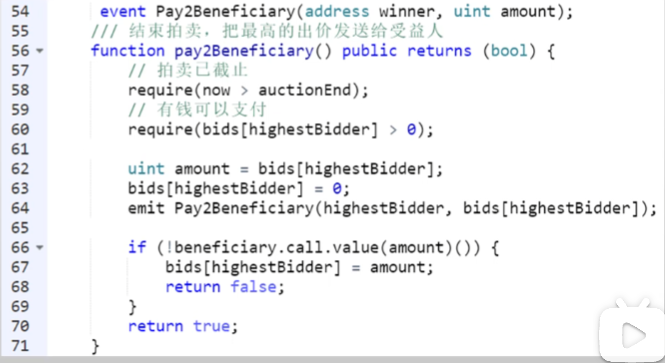 54 event Pay2Beneficiary(address winner, uint amount);
55 /// 结束拍卖，把最高的出价发送给受益人
56 function pay2Beneficiary() public returns (bool) {
57 // 拍卖已截止
58 require(now > auctionEnd);
59 // 有钱可以支付
60 require(bids[highestBidder] > 0);
61
62 uint amount = bids[highestBidder];
63 bids[highestBidder] = 0;
64 emit Pay2Beneficiary(highestBidder, bids[highestBidder]);
65
66 if (!beneficiary.call.value(amount)()) {
67 bids[highestBidder] = amount;
68 return false;
69 }
70 return true;
71 }